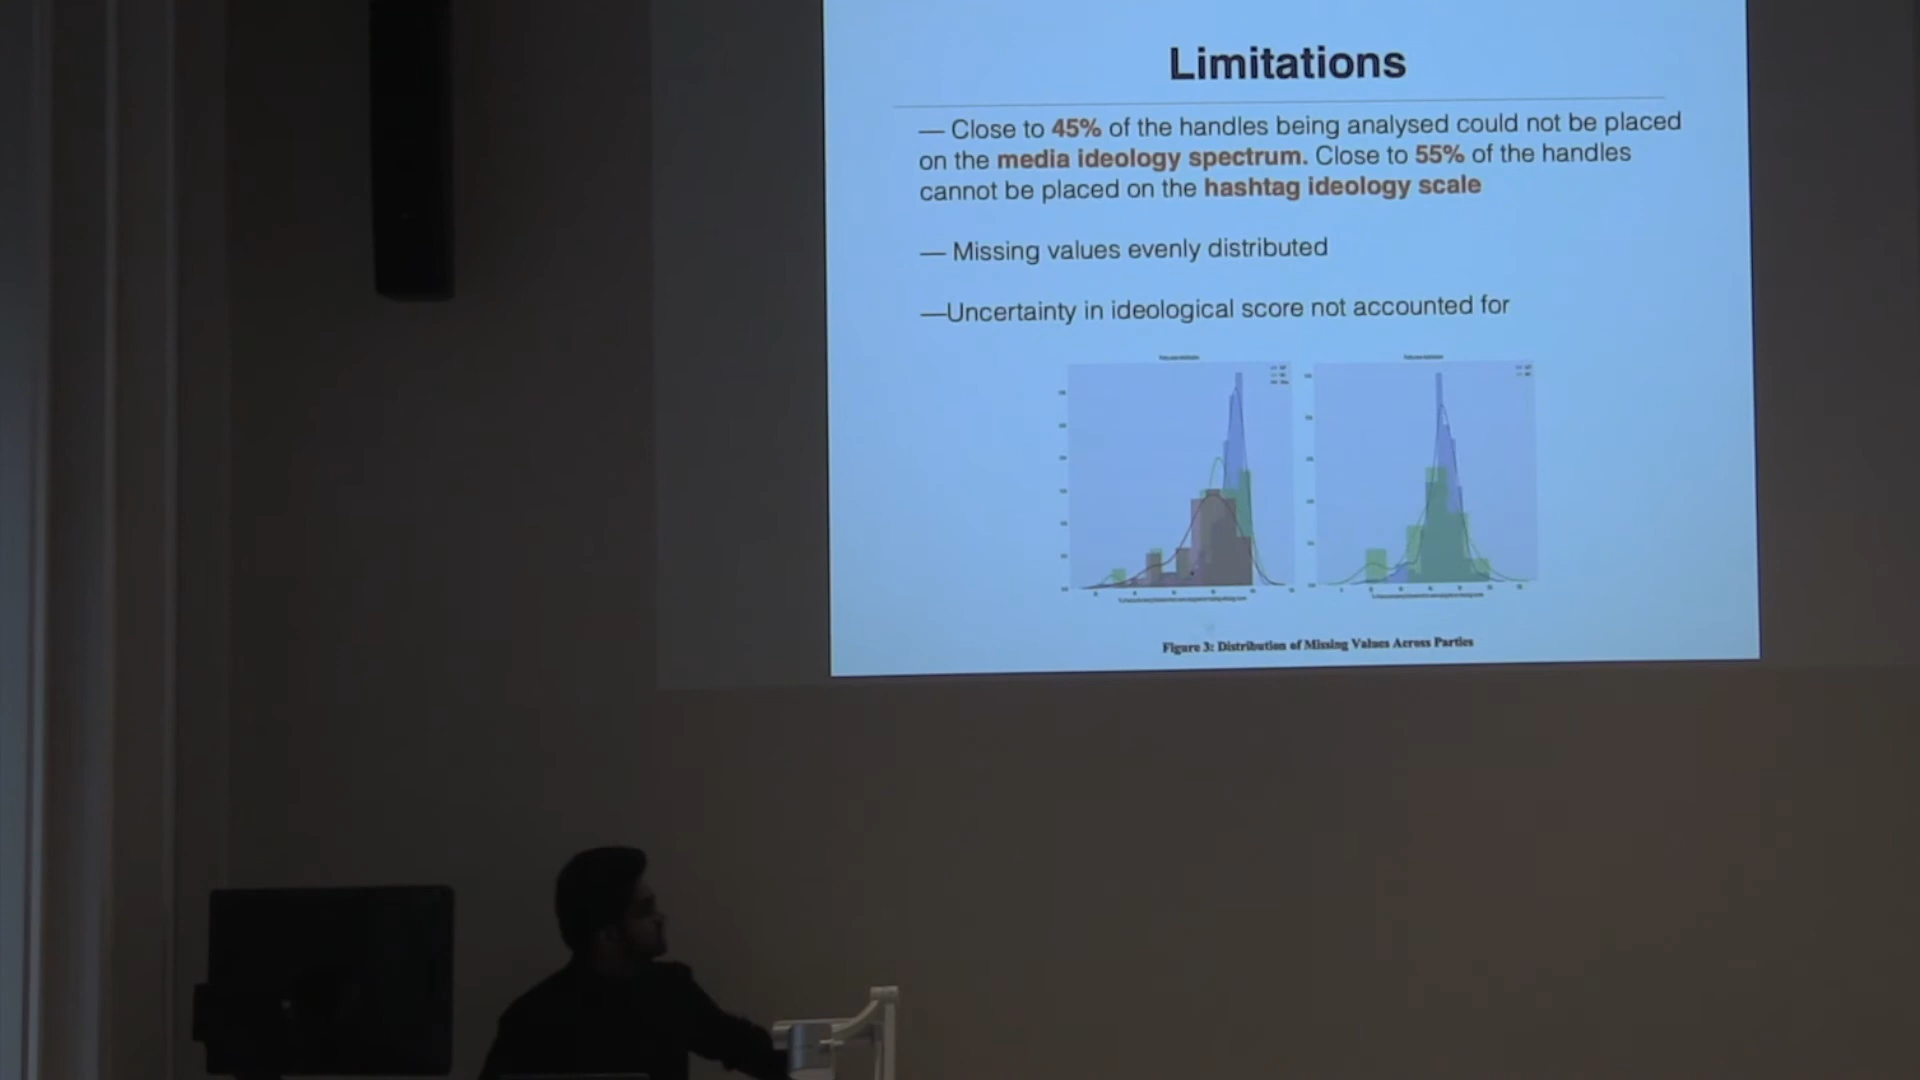 Limitations
— Close to 45% of the handles being analysed could not be placed
on the media ideology spectrum. Close to 55% of the handles
cannot be placed on the hashtag ideology scale
— Missing values evenly distributed
—Uncertainty in ideological score not accounted for
Figure 3: Distribution of Missing Values Across Parties